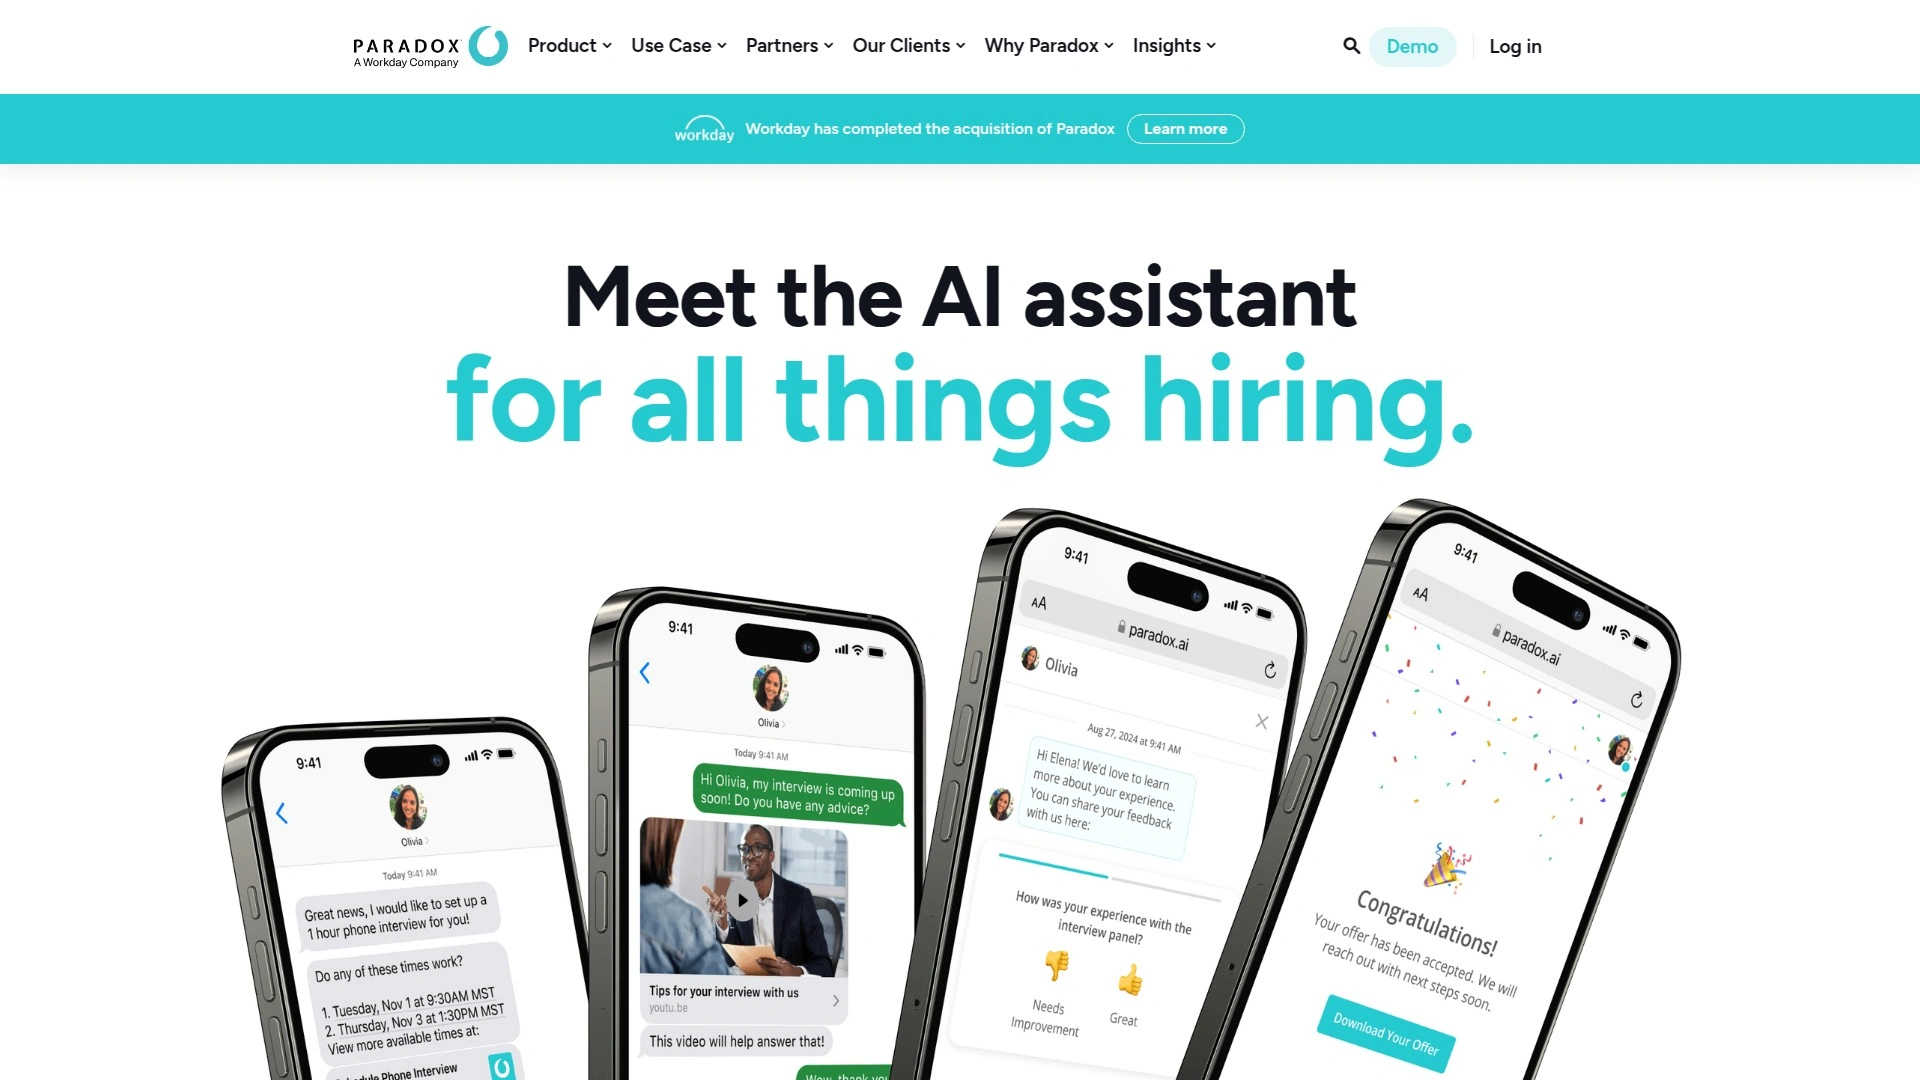 PARADOX
A Workday Company
Product
Use Case
Partners
Our Clients
Why Paradox
Insights
Demo
Log in
workday
Workday has completed the acquisition of Paradox
Learn more
Meet the AI assistant
for all things hiring.
9:41
Olivia
Today 9:41 AM
Great news, I would like to set up a
1 hour phone interview for you!
Do any of these times work?
1. Tuesday, Nov 1 at 9:30AM MST
2. Thursday, Nov 3 at 1:30PM MST
View more available times at:
Schedule Phone Interview
9:41
Olivia
Today 9:41 AM
Hi Olivia, my interview is coming up
soon! Do you have any advice?
Tips for your interview with us
youtu.be
This video will help answer that!
Wow, thank you
9:41
AA
paradox.ai
Olivia
Aug 27, 2024 at 9:41 AM
Hi Elena! We'd love to learn
more about your experience.
You can share your feedback
with us here:
How was your experience with the
interview panel?
Needs
Improvement
Great
9:41
AA
paradox.ai
Congratulations!
Your offer has been accepted. We will
reach out with next steps soon.
Download Your Offer